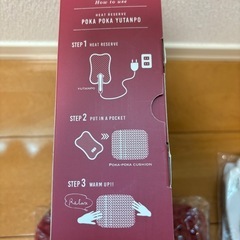 How to use
HEAT RESERVE
POKA POKA YUTANPO
STEP 1 HEAT RESERVE
YUTANPO
STEP 2 PUT IN A POCKET
POKA-POKA CUSHION
STEP 3 WARM UP!!
Relax